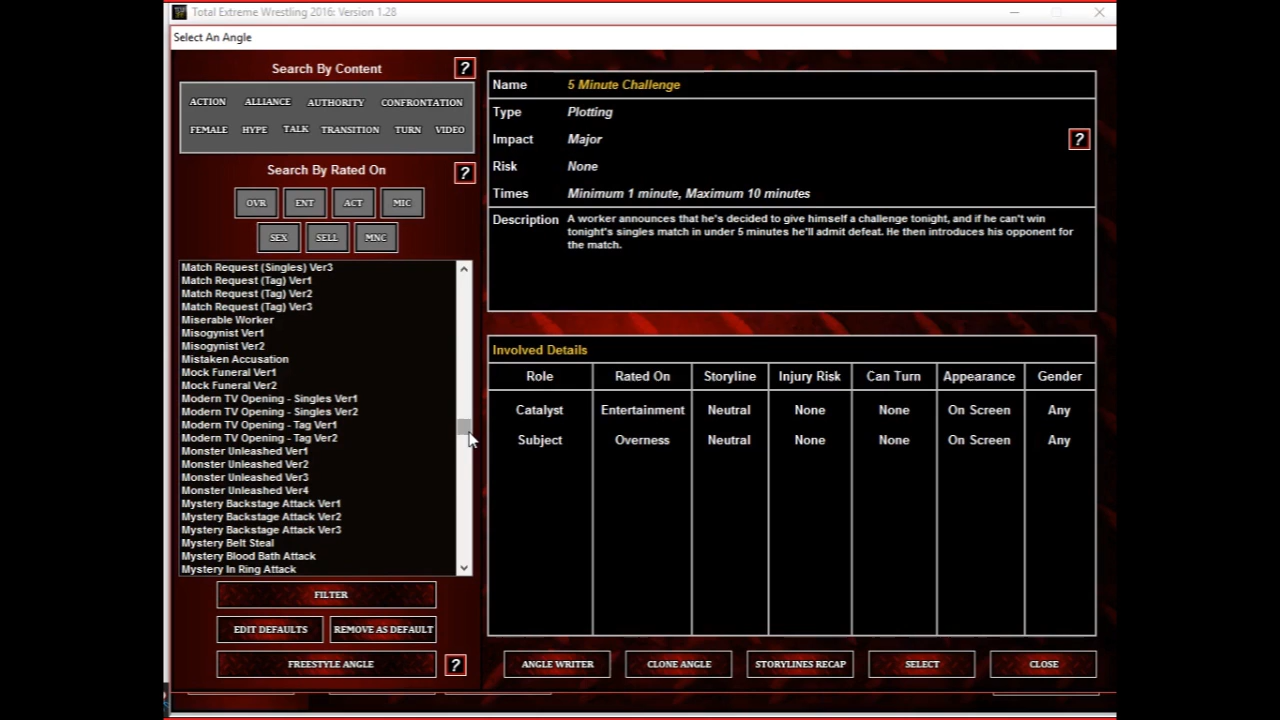 Total Extreme Wrestling 2016: Version 1.28
Select An Angle
Search By Content
?
ACTION ALLIANCE AUTHORITY CONFRONTATION
FEMALE HYPE TALK TRANSITION TURN VIDEO
Search By Rated On
?
OVR ENT ACT MIC
SEX SELL MNC
Match Request (Singles) Ver3
Match Request (Tag) Ver1
Match Request (Tag) Ver2
Match Request (Tag) Ver3
Miserable Worker
Misogynist Ver1
Misogynist Ver2
Mistaken Accusation
Mock Funeral Ver1
Mock Funeral Ver2
Modern TV Opening - Singles Ver1
Modern TV Opening - Singles Ver2
Modern TV Opening - Tag Ver1
Modern TV Opening - Tag Ver2
Monster Unleashed Ver1
Monster Unleashed Ver2
Monster Unleashed Ver3
Monster Unleashed Ver4
Mystery Backstage Attack Ver1
Mystery Backstage Attack Ver2
Mystery Backstage Attack Ver3
Mystery Belt Steal
Mystery Blood Bath Attack
Mystery In Ring Attack
FILTER
EDIT DEFAULTS REMOVE AS DEFAULT
FREESTYLE ANGLE ?
Name 5 Minute Challenge
Type Plotting
Impact Major ?
Risk None
Times Minimum 1 minute, Maximum 10 minutes
Description A worker announces that he's decided to give himself a challenge tonight, and if he can't win
tonight's singles match in under 5 minutes he'll admit defeat. He then introduces his opponent for
the match.
Involved Details
Role Rated On Storyline Injury Risk Can Turn Appearance Gender
Catalyst Entertainment Neutral None None On Screen Any
Subject Overness Neutral None None On Screen Any
ANGLE WRITER CLONE ANGLE STORYLINES RECAP SELECT CLOSE